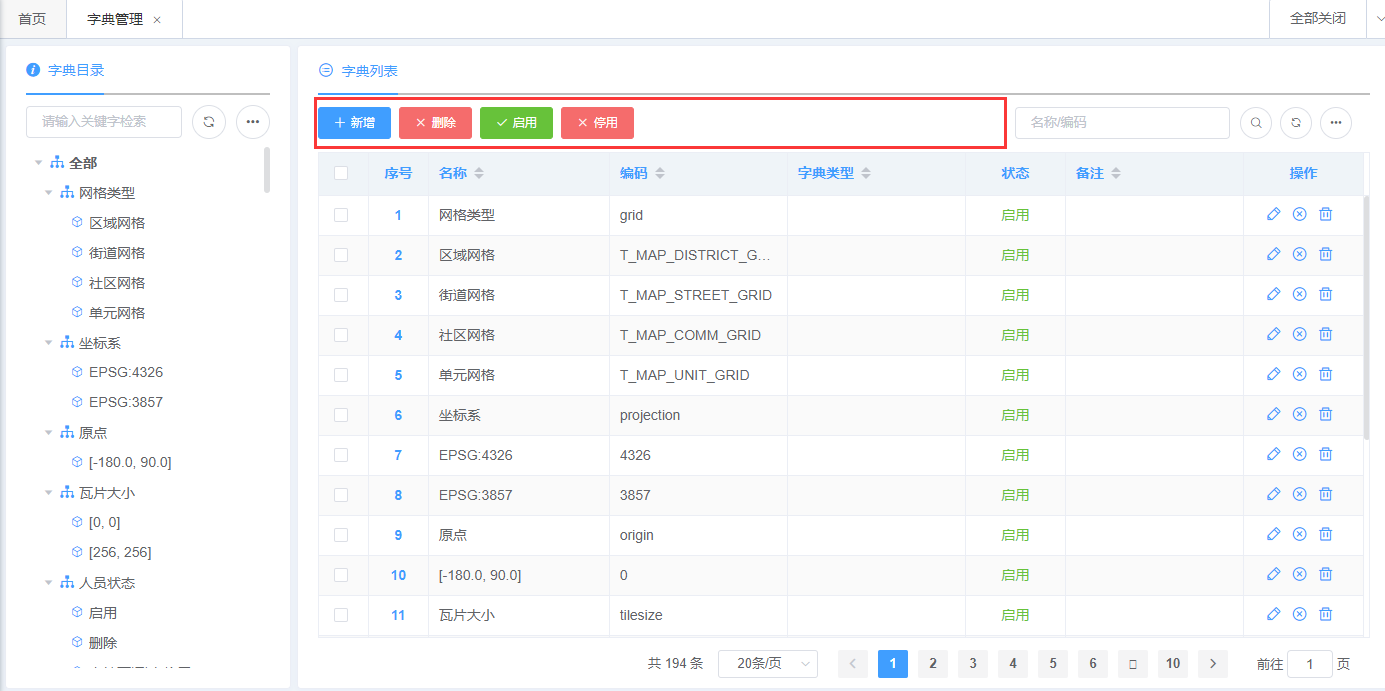 首页 字典管理 × 全部关闭
字典目录
请输入关键字检索
全部
网格类型
区域网格
街道网格
社区网格
单元网格
坐标系
EPSG:4326
EPSG:3857
原点
[-180.0, 90.0]
瓦片大小
[0, 0]
[256, 256]
人员状态
启用
删除
字典列表
+ 新增 × 删除 ✓ 启用 × 停用 名称/编码
序号 名称 编码 字典类型 状态 备注 操作
1 网格类型 grid 启用
2 区域网格 T_MAP_DISTRICT_G... 启用
3 街道网格 T_MAP_STREET_GRID 启用
4 社区网格 T_MAP_COMM_GRID 启用
5 单元网格 T_MAP_UNIT_GRID 启用
6 坐标系 projection 启用
7 EPSG:4326 4326 启用
8 EPSG:3857 3857 启用
9 原点 origin 启用
10 [-180.0, 90.0] 0 启用
11 瓦片大小 tilesize 启用
共 194 条 20条/页 < 1 2 3 4 5 6 10 > 前往 1 页